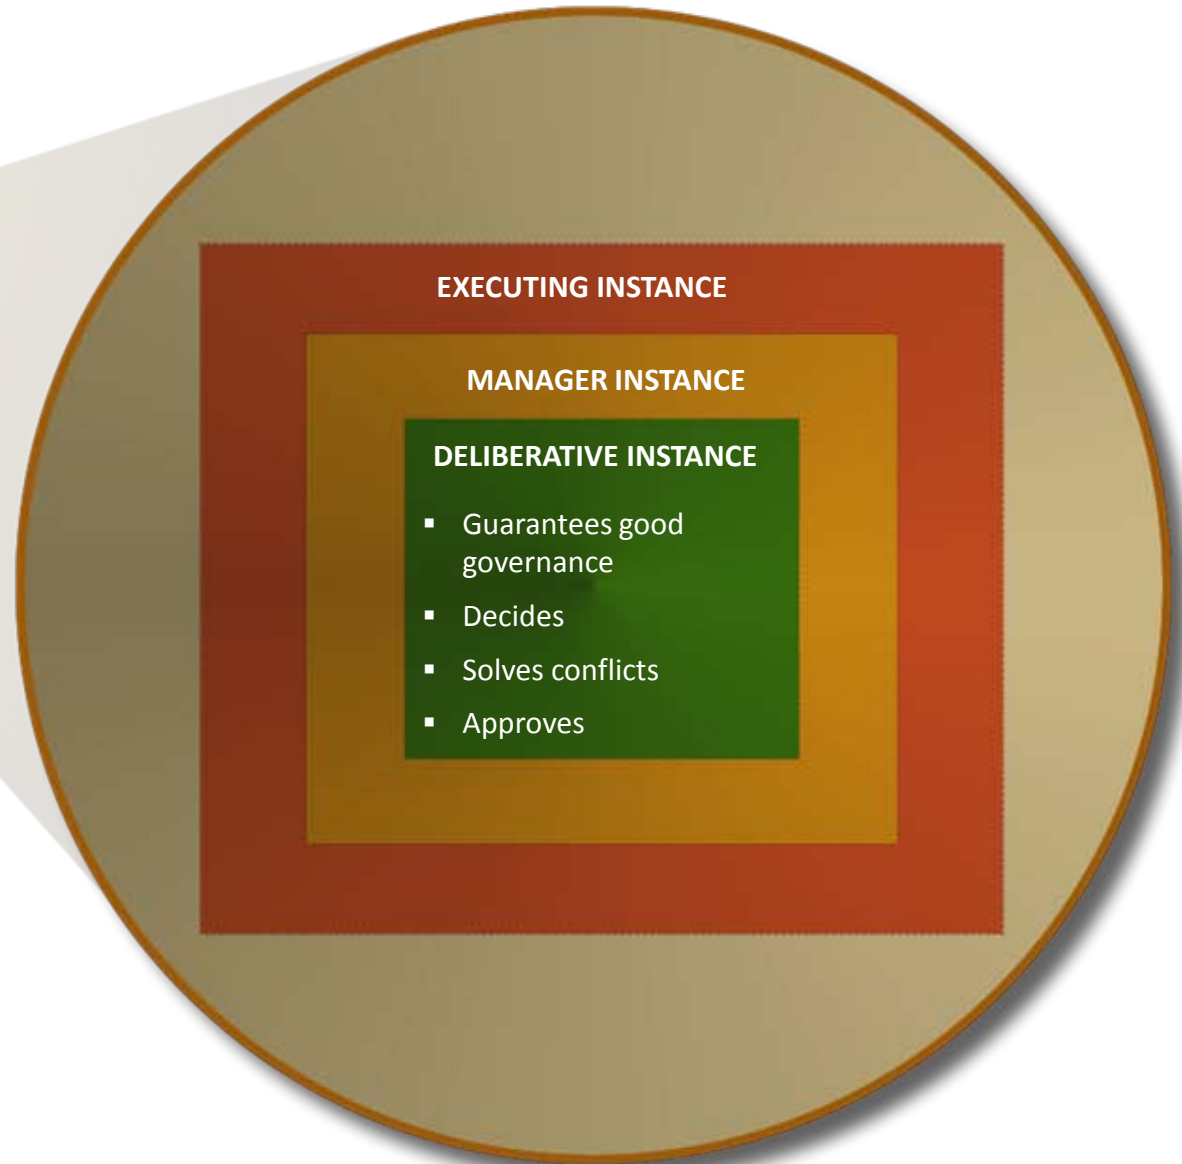 EXECUTING INSTANCE
MANAGER INSTANCE
DELIBERATIVE INSTANCE
▪ Guarantees good
governance
▪ Decides
▪ Solves conflicts
▪ Approves